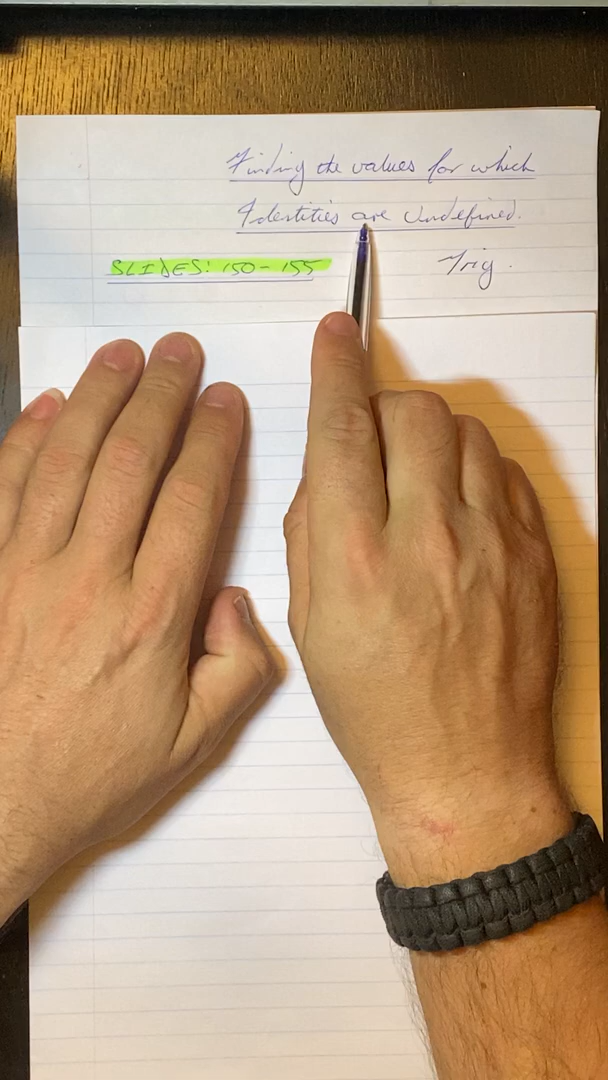 Finding the values for which
Identities are Undefined.
SLIDES: 150 - 155
Trig.